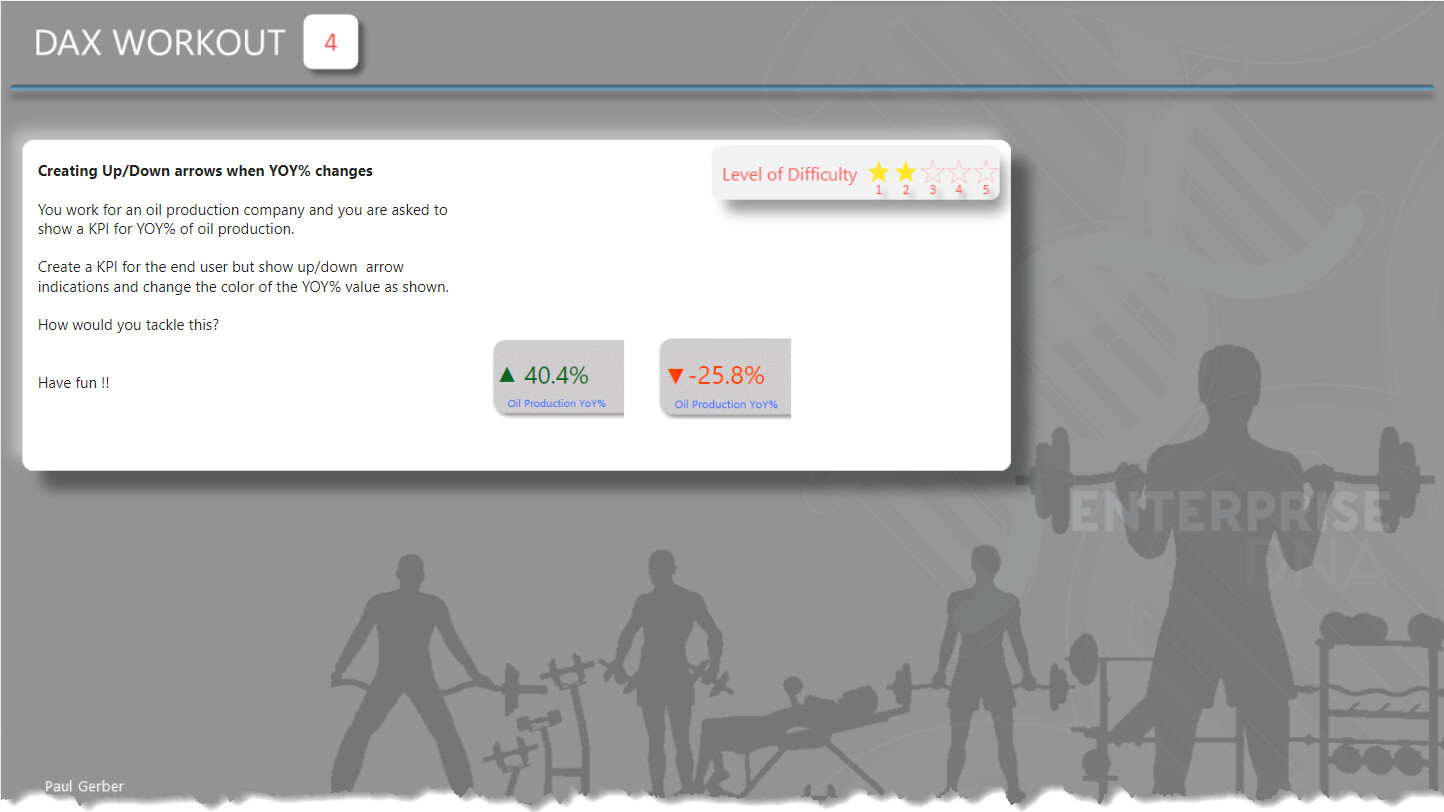 DAX WORKOUT 4
Creating Up/Down arrows when YOY% changes
Level of Difficulty
1 2 3 4 5
You work for an oil production company and you are asked to
show a KPI for YOY% of oil production.
Create a KPI for the end user but show up/down  arrow
indications and change the color of the YOY% value as shown.
How would you tackle this?
Have fun !!
▲ 40.4%
Oil Production YoY%
▼ -25.8%
Oil Production YoY%
ENTERPRISE
DNA
Paul Gerber